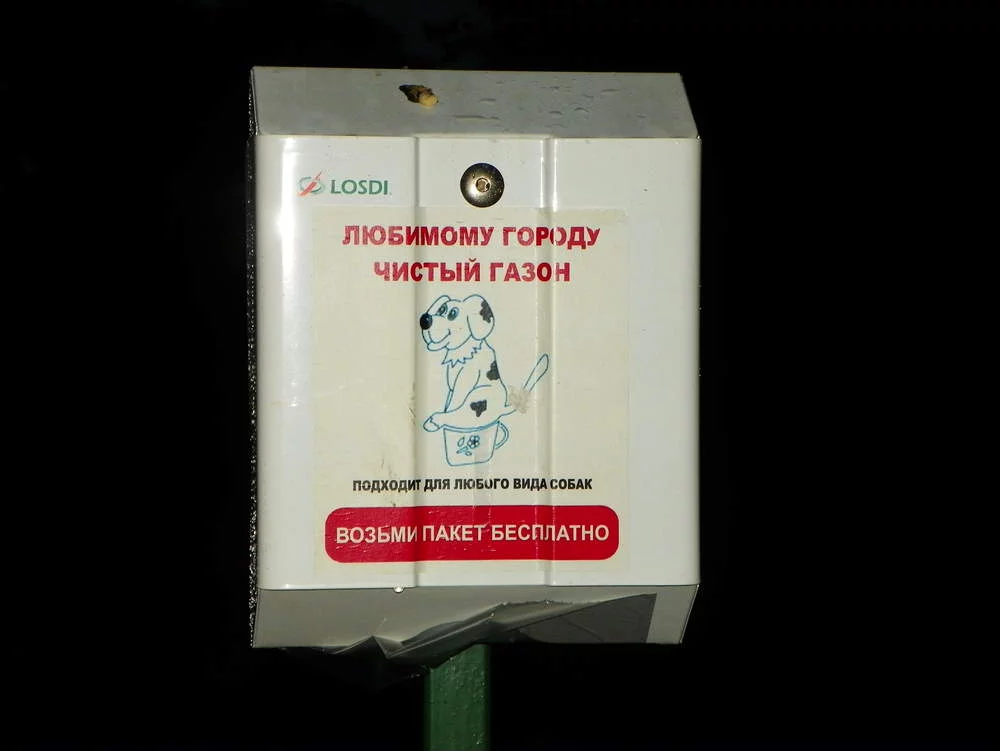 LOSDI
ЛЮБИМОМУ ГОРОДУ
ЧИСТЫЙ ГАЗОН
ПОДХОДИТ ДЛЯ ЛЮБОГО ВИДА СОБАК
ВОЗЬМИ ПАКЕТ БЕСПЛАТНО